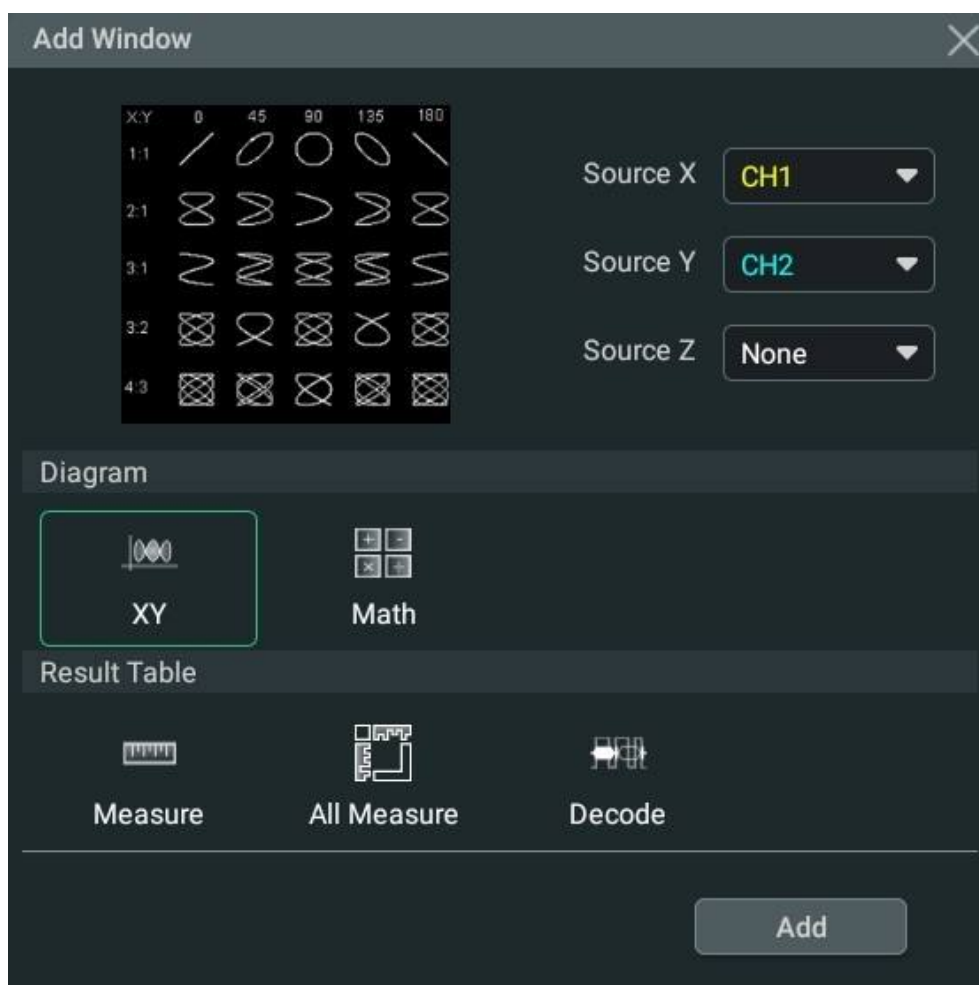 Add Window
X:Y 0 45 90 135 180
1:1
2:1
3:1
3:2
4:3
Source X CH1
Source Y CH2
Source Z None
Diagram
XY Math
Result Table
Measure All Measure Decode
Add